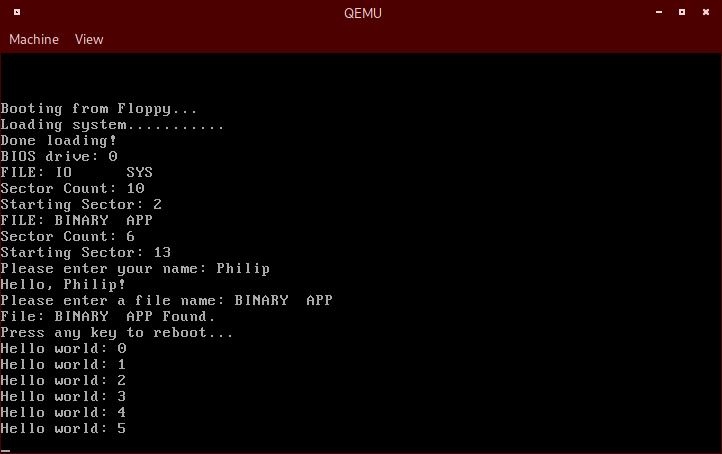 QEMU
Machine View
Booting from Floppy...
Loading system...........
Done loading!
BIOS drive: 0
FILE: IO      SYS
Sector Count: 10
Starting Sector: 2
FILE: BINARY  APP
Sector Count: 6
Starting Sector: 13
Please enter your name: Philip
Hello, Philip!
Please enter a file name: BINARY  APP
File: BINARY  APP Found.
Press any key to reboot...
Hello world: 0
Hello world: 1
Hello world: 2
Hello world: 3
Hello world: 4
Hello world: 5